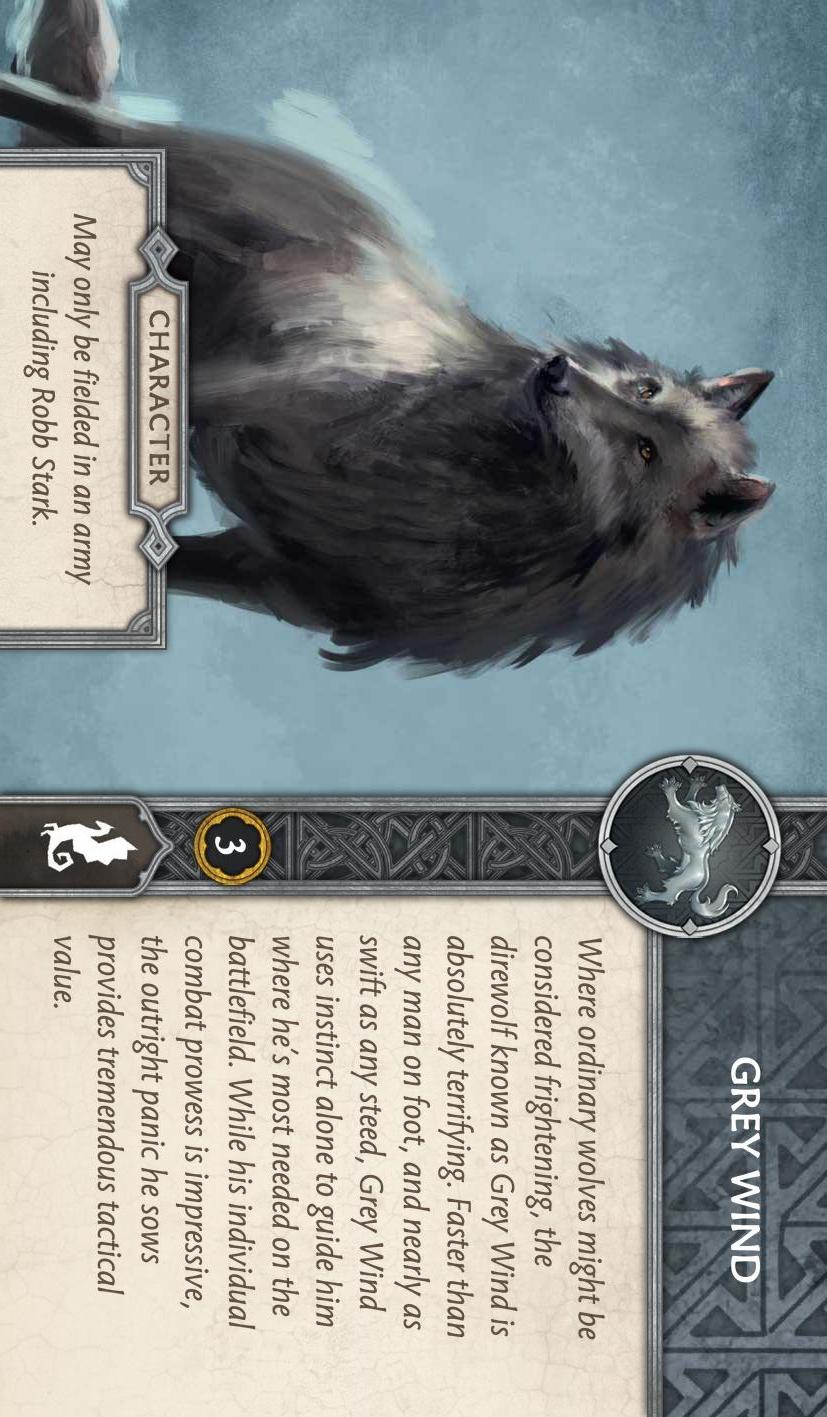 GREY WIND
Where ordinary wolves might be
considered frightening, the
direwolf known as Grey Wind is
absolutely terrifying. Faster than
any man on foot, and nearly as
swift as any steed, Grey Wind
uses instinct alone to guide him
where he's most needed on the
battlefield. While his individual
combat prowess is impressive,
the outright panic he sows
provides tremendous tactical
value.
3
CHARACTER
May only be fielded in an army
including Robb Stark.